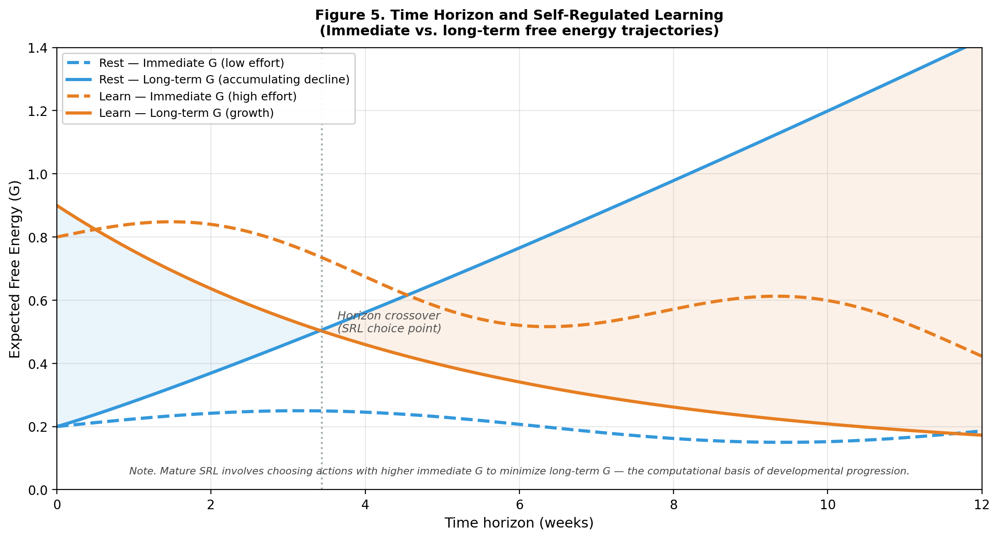 Figure 5. Time Horizon and Self-Regulated Learning
(Immediate vs. long-term free energy trajectories)
1.4
1.2
1.0
0.8
0.6
0.4
0.2
0.0
Expected Free Energy (G)
Rest — Immediate G (low effort)
Rest — Long-term G (accumulating decline)
Learn — Immediate G (high effort)
Learn — Long-term G (growth)
Horizon crossover
(SRL choice point)
Note. Mature SRL involves choosing actions with higher immediate G to minimize long-term G — the computational basis of developmental progression.
0 2 4 6 8 10 12
Time horizon (weeks)